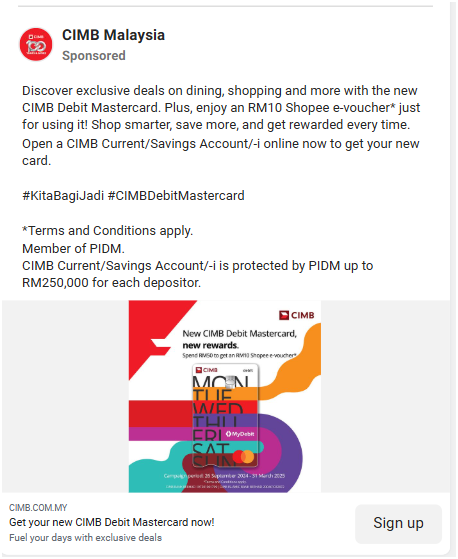 CIMB Malaysia
Sponsored
Discover exclusive deals on dining, shopping and more with the new
CIMB Debit Mastercard. Plus, enjoy an RM10 Shopee e-voucher* just
for using it! Shop smarter, save more, and get rewarded every time.
Open a CIMB Current/Savings Account/-i online now to get your new
card.
#KitaBagiJadi #CIMBDebitMastercard
*Terms and Conditions apply.
Member of PIDM.
CIMB Current/Savings Account/-i is protected by PIDM up to
RM250,000 for each depositor.
CIMB
New CIMB Debit Mastercard,
new rewards.
Spend RM50 to get an RM10 Shopee e-voucher*
CIMB
MON
TUE
WED
THU
FRI
SAT
SUN
MyDebit
Campaign period: 25 September 2024 - 31 March 2025
CIMB.COM.MY
Get your new CIMB Debit Mastercard now!
Fuel your days with exclusive deals
Sign up